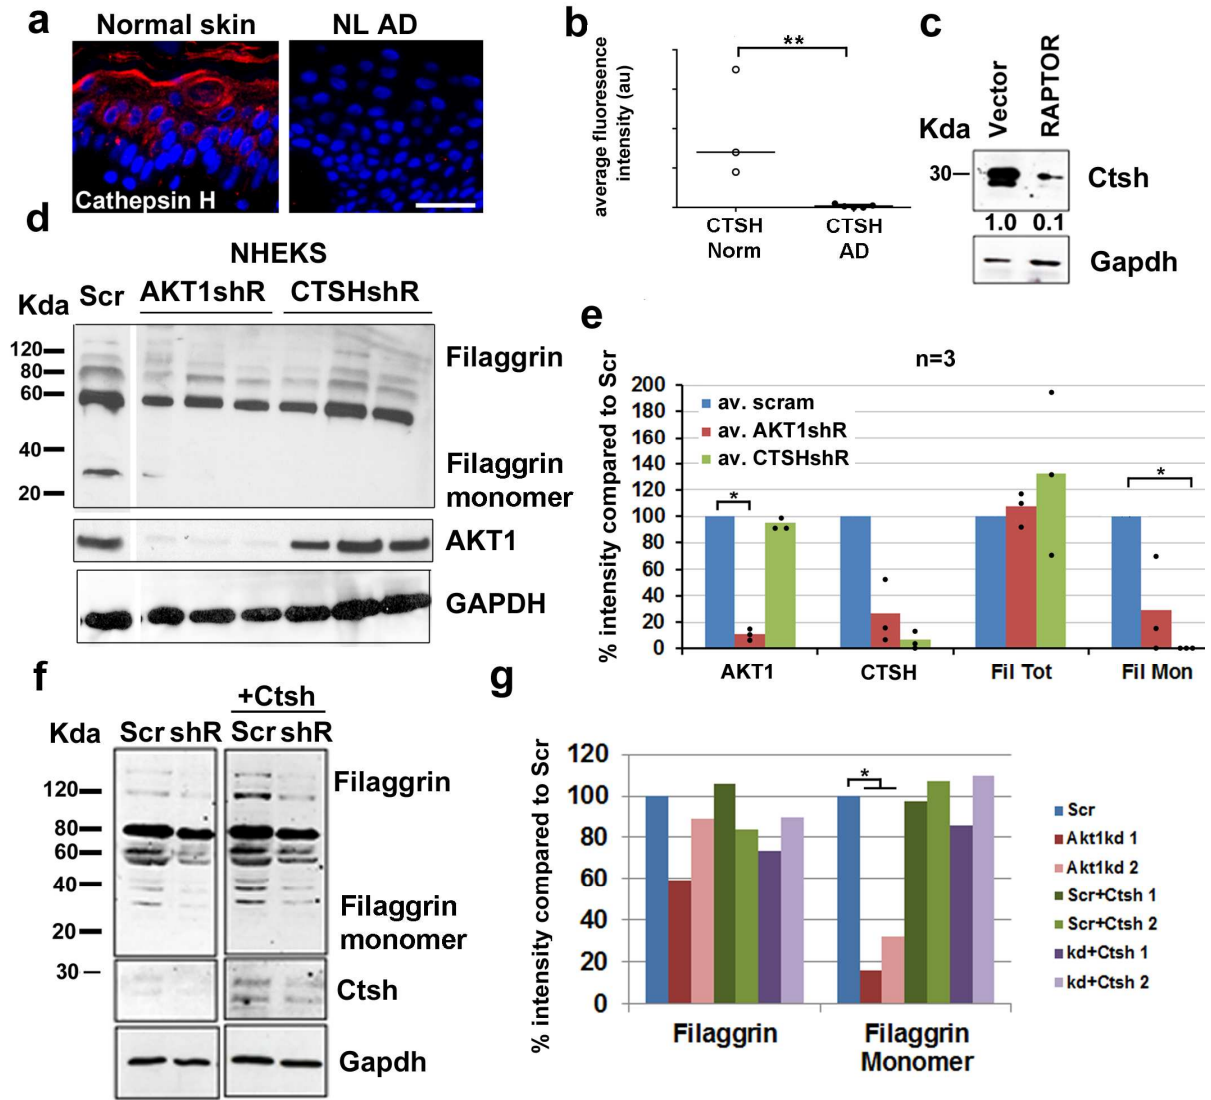 a
Normal skin
NL AD
Cathepsin H
b
average fluoresence
intensity (au)
**
CTSH
Norm
CTSH
AD
c
Kda
Vector
RAPTOR
30
Ctsh
1.0 0.1
Gapdh
d
NHEKS
Kda
Scr
AKT1shR
CTSHshR
120
80
60
40
20
Filaggrin
Filaggrin
monomer
AKT1
GAPDH
e
n=3
% intensity compared to Scr
200
180
160
140
120
100
80
60
40
20
0
av. scram
av. AKT1shR
av. CTSHshR
*
*
AKT1
CTSH
Fil Tot
Fil Mon
f
+Ctsh
Kda
Scr shR
Scr shR
120
80
60
40
20
30
Filaggrin
Filaggrin
monomer
Ctsh
Gapdh
g
% intensity compared to Scr
120
100
80
60
40
20
0
*
Filaggrin
Filaggrin
Monomer
Scr
Akt1kd 1
Akt1kd 2
Scr+Ctsh 1
Scr+Ctsh 2
kd+Ctsh 1
kd+Ctsh 2